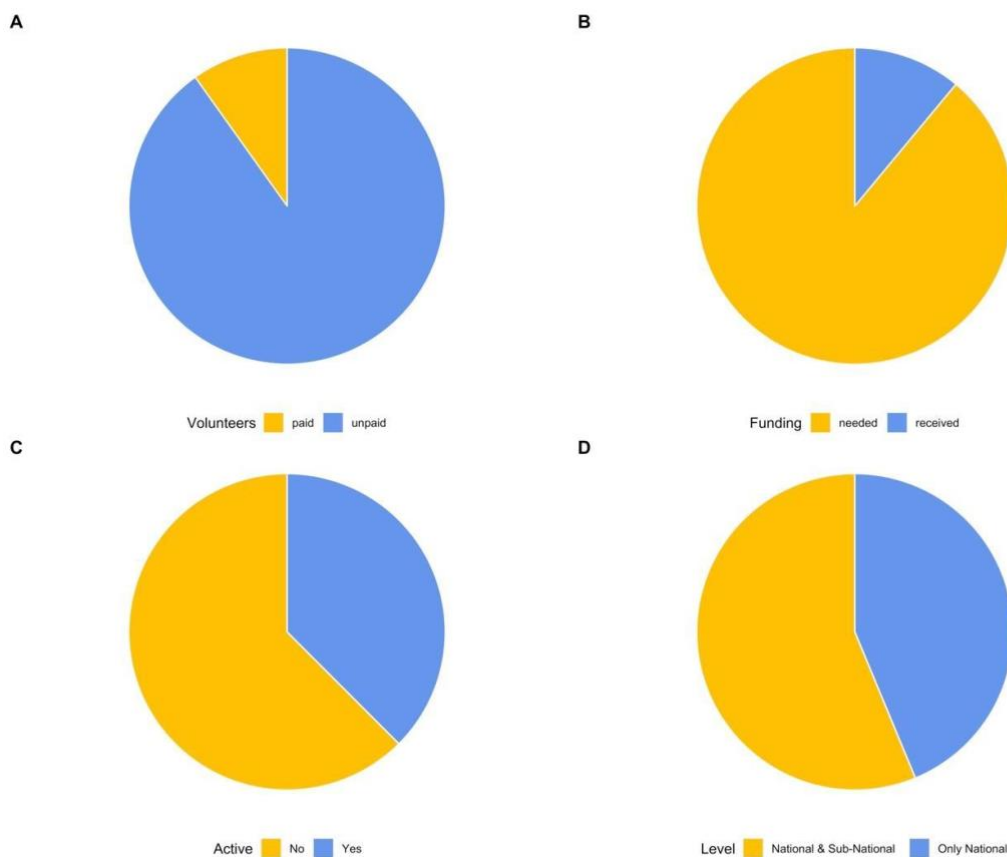 A
B
Volunteers paid unpaid
Funding needed received
C
D
Active No Yes
Level National & Sub-National Only National